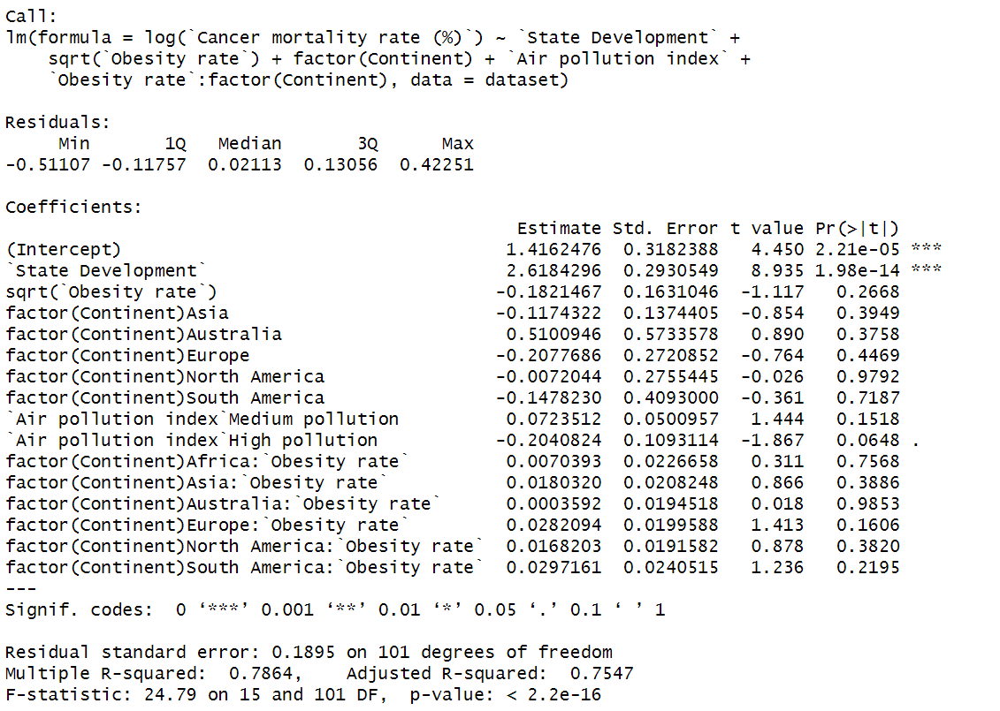 Call:
lm(formula = log(`Cancer mortality rate (%)`) ~ `State Development` +
    sqrt(`Obesity rate`) + factor(Continent) + `Air pollution index` +
    `Obesity rate`:factor(Continent), data = dataset)

Residuals:
     Min       1Q   Median       3Q      Max
-0.51107 -0.11757  0.02113  0.13056  0.42251

Coefficients:
                                                Estimate Std. Error t value Pr(>|t|)
(Intercept)                                    1.4162476  0.3182388   4.450 2.21e-05 ***
`State Development`                            2.6184296  0.2930549   8.935 1.98e-14 ***
sqrt(`Obesity rate`)                          -0.1821467  0.1631046  -1.117   0.2668
factor(Continent)Asia                         -0.1174322  0.1374405  -0.854   0.3949
factor(Continent)Australia                     0.5100946  0.5733578   0.890   0.3758
factor(Continent)Europe                       -0.2077686  0.2720852  -0.764   0.4469
factor(Continent)North America                -0.0072044  0.2755445  -0.026   0.9792
factor(Continent)South America                -0.1478230  0.4093000  -0.361   0.7187
`Air pollution index`Medium pollution          0.0723512  0.0500957   1.444   0.1518
`Air pollution index`High pollution           -0.2040824  0.1093114  -1.867   0.0648 .
factor(Continent)Africa:`Obesity rate`         0.0070393  0.0226658   0.311   0.7568
factor(Continent)Asia:`Obesity rate`           0.0180320  0.0208248   0.866   0.3886
factor(Continent)Australia:`Obesity rate`      0.0003592  0.0194518   0.018   0.9853
factor(Continent)Europe:`Obesity rate`         0.0282094  0.0199588   1.413   0.1606
factor(Continent)North America:`Obesity rate`  0.0168203  0.0191582   0.878   0.3820
factor(Continent)South America:`Obesity rate`  0.0297161  0.0240515   1.236   0.2195
---
Signif. codes:  0 ‘***’ 0.001 ‘**’ 0.01 ‘*’ 0.05 ‘.’ 0.1 ‘ ’ 1

Residual standard error: 0.1895 on 101 degrees of freedom
Multiple R-squared:  0.7864,    Adjusted R-squared:  0.7547
F-statistic: 24.79 on 15 and 101 DF,  p-value: < 2.2e-16